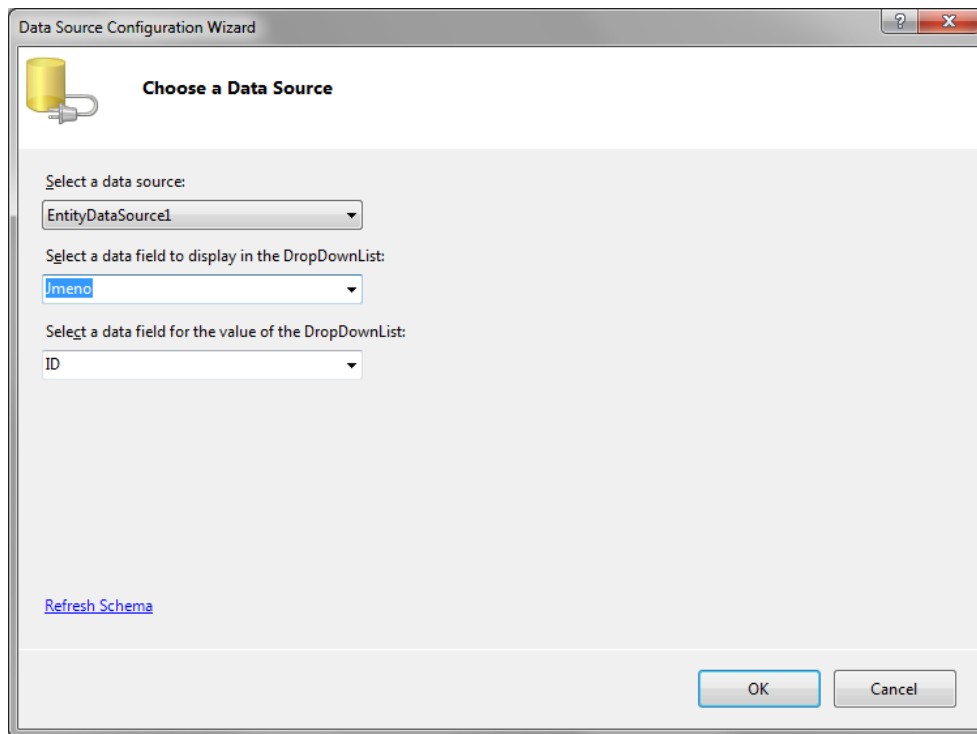 Data Source Configuration Wizard
Choose a Data Source
Select a data source:
EntityDataSource1
Select a data field to display in the DropDownList:
Jmeno
Select a data field for the value of the DropDownList:
ID
Refresh Schema
OK
Cancel